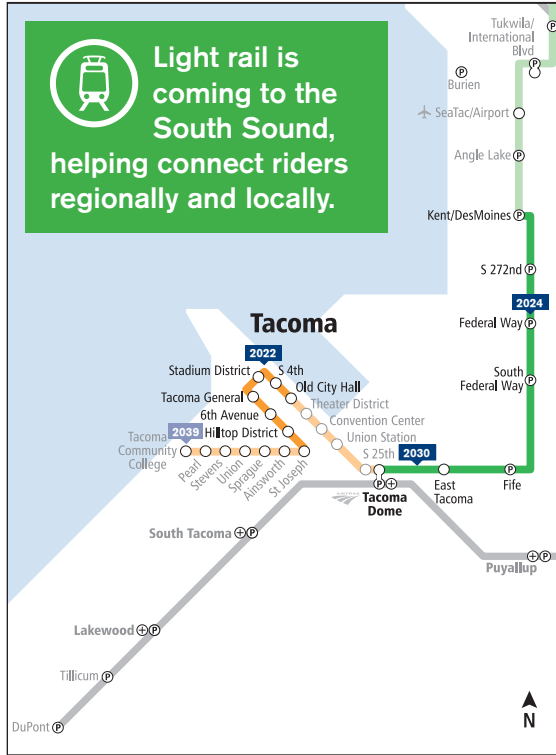 Light rail is
coming to the
South Sound,
helping connect riders
regionally and locally.
Tukwila/
International
Blvd
P
P
Burien
P
SeaTac/Airport
Angle Lake
P
Kent/DesMoines
P
S 272nd
P
2024
Federal Way
P
South
Federal Way
P
Tacoma
2022
Stadium District
S 4th
Tacoma General
Old City Hall
6th Avenue
Theater District
Hilltop District
Convention Center
Union Station
S 25th
2039
Tacoma
Community
College
Pearl
Stevens
Union
Sprague
Ainsworth
St Joseph
2030
P
Tacoma
Dome
East
Tacoma
P
Fife
South Tacoma
P
P
Puyallup
Lakewood
P
Tillicum
P
DuPont
P
N